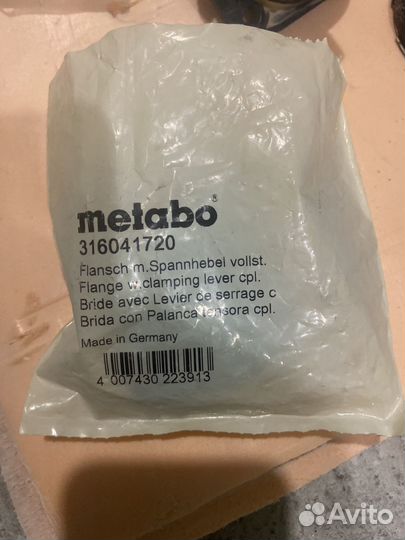 metabo®
316041720
Flansch m.Spannhebel vollst.
Flange w.clamping lever cpl.
Bride avec Levier de serrage c
Brida con Palanca tensora cpl.
Made in Germany
4 007430 223913
Avito